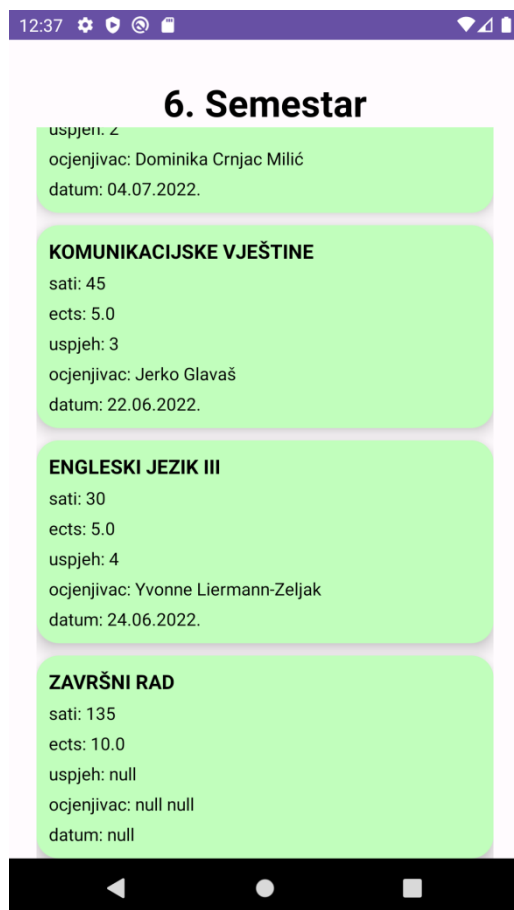 12:37
6. Semestar
uspjeh: 2
ocjenjivac: Dominika Crnjac Milić
datum: 04.07.2022.
KOMUNIKACIJSKE VJEŠTINE
sati: 45
ects: 5.0
uspjeh: 3
ocjenjivac: Jerko Glavaš
datum: 22.06.2022.
ENGLESKI JEZIK III
sati: 30
ects: 5.0
uspjeh: 4
ocjenjivac: Yvonne Liermann-Zeljak
datum: 24.06.2022.
ZAVRŠNI RAD
sati: 135
ects: 10.0
uspjeh: null
ocjenjivac: null null
datum: null